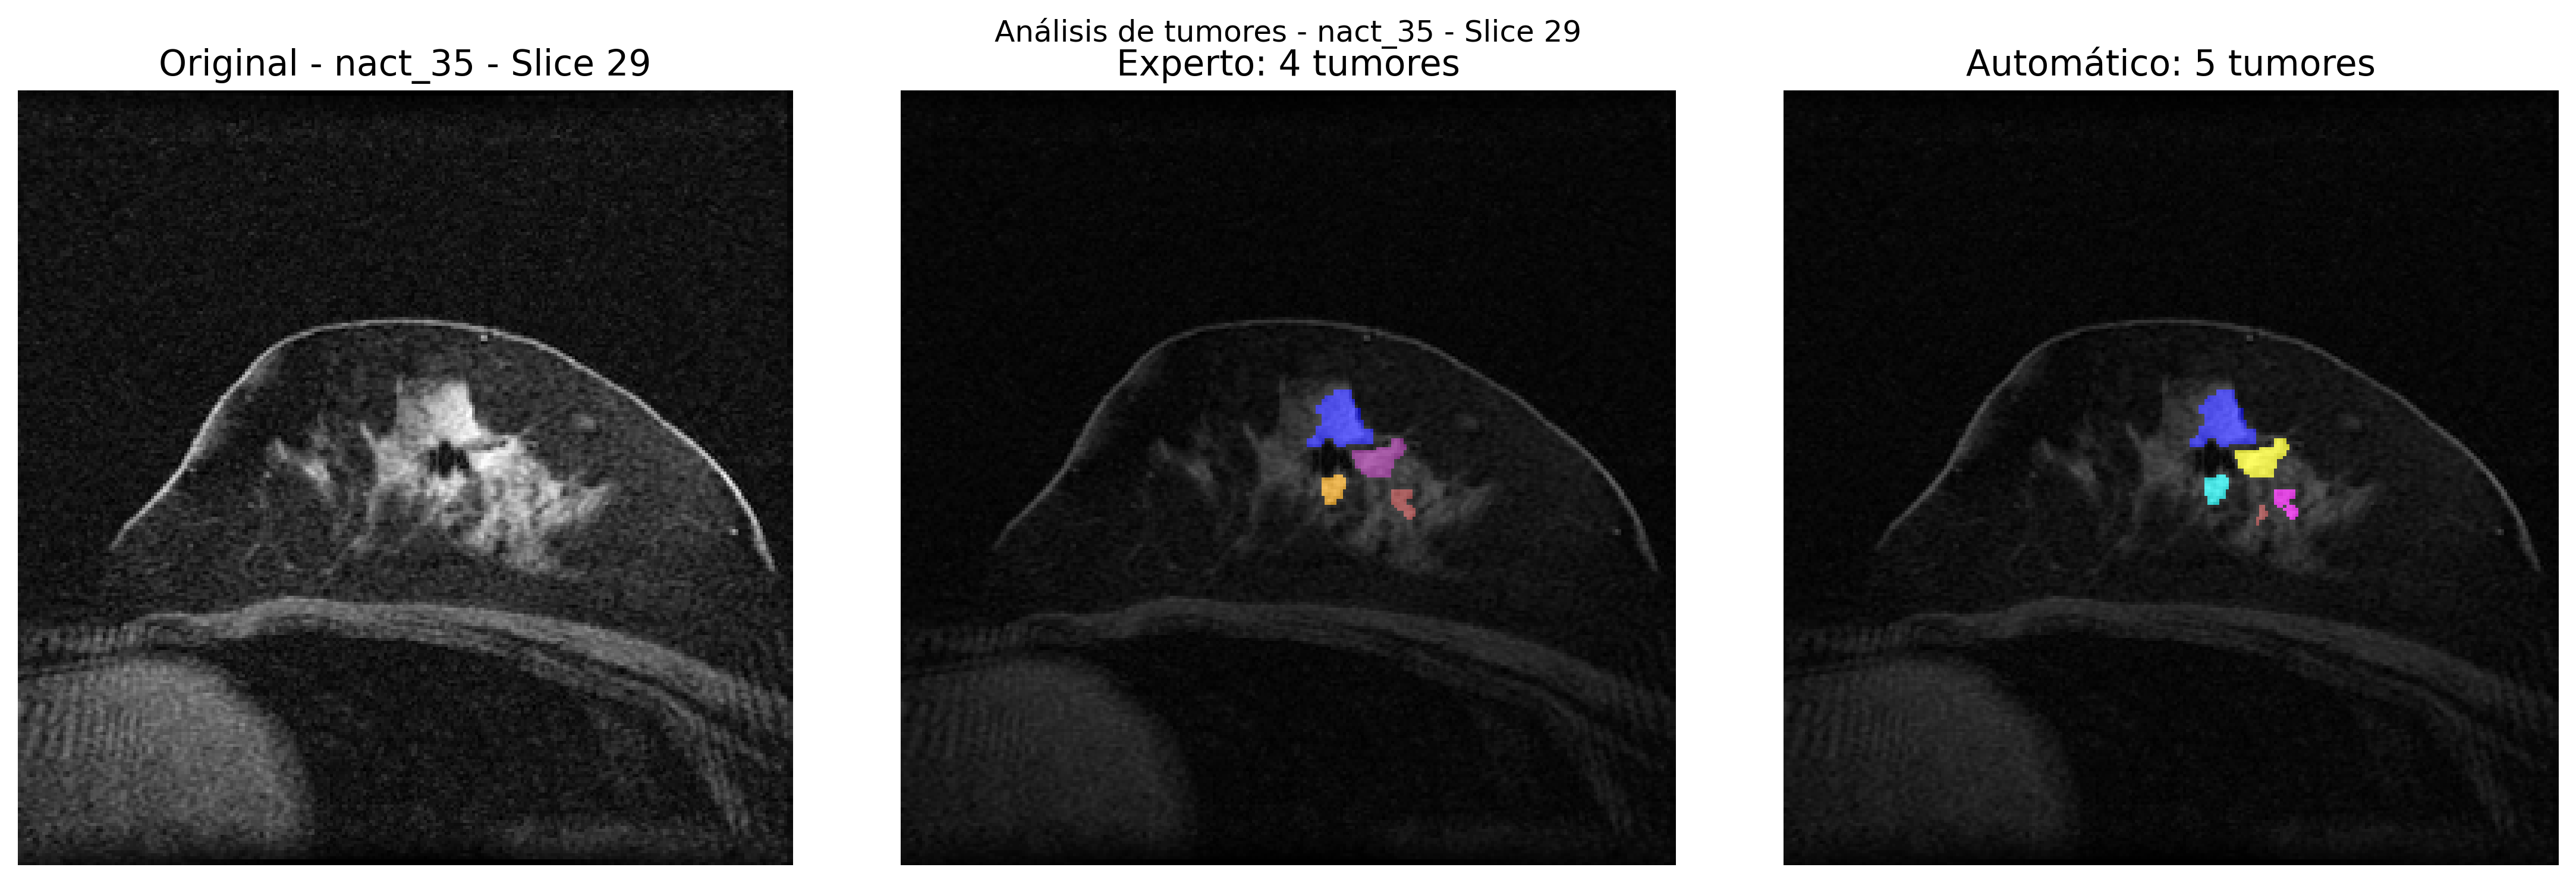 Análisis de tumores - nact_35 - Slice 29
Original - nact_35 - Slice 29
Experto: 4 tumores
Automático: 5 tumores